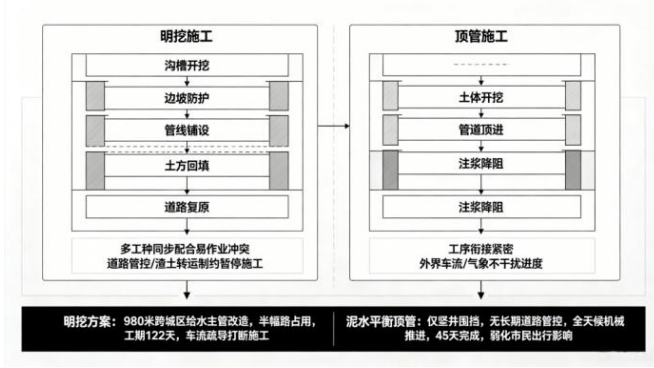 明挖施工
沟槽开挖
边坡防护
管线铺设
土方回填
道路复原
多工种同步配合易作业冲突
道路管控/渣土转运制约暂停施工
顶管施工
土体开挖
管道顶进
注浆降阻
注浆降阻
工序衔接紧密
外界车流/气象不干扰进度
明挖方案：980米跨城区给水主管改造，半幅路占用，
工期122天，车流疏导打断施工
泥水平衡顶管：仅竖井围挡，无长期道路管控，全天候机械
推进，45天完成，弱化市民出行影响